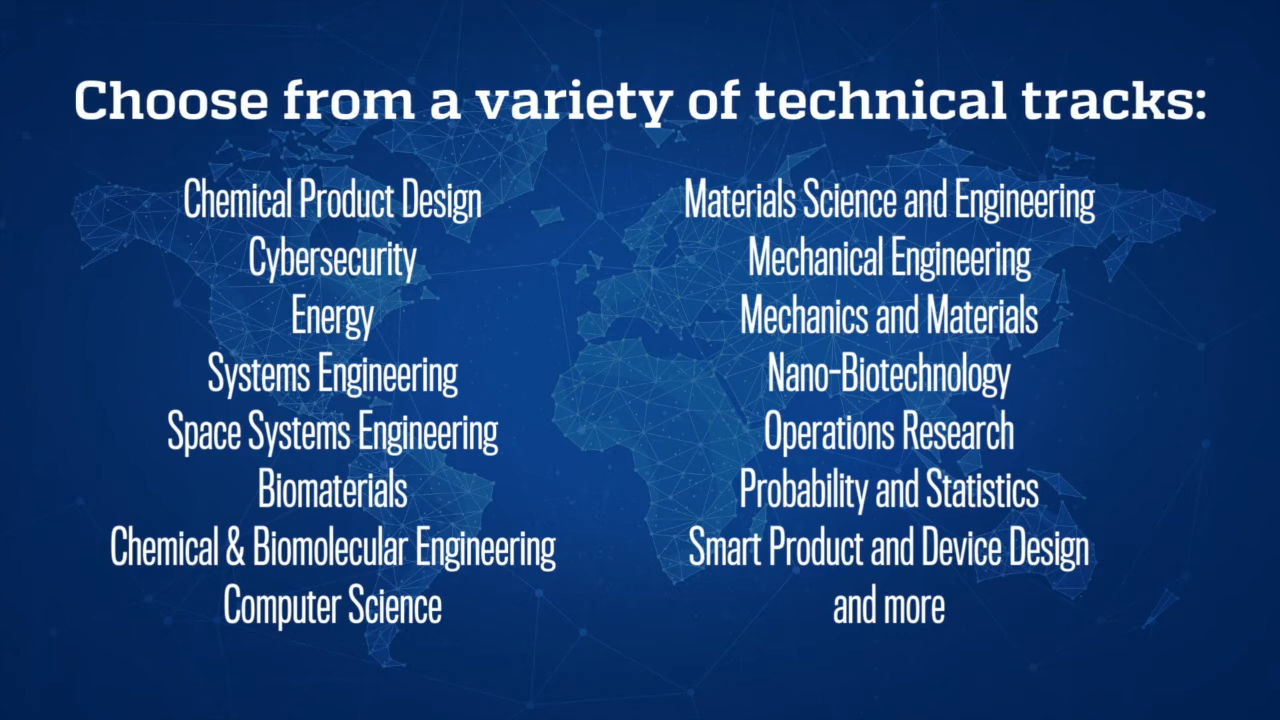 Choose from a variety of technical tracks:
Chemical Product Design
Cybersecurity
Energy
Systems Engineering
Space Systems Engineering
Biomaterials
Chemical & Biomolecular Engineering
Computer Science
Materials Science and Engineering
Mechanical Engineering
Mechanics and Materials
Nano-Biotechnology
Operations Research
Probability and Statistics
Smart Product and Device Design
and more